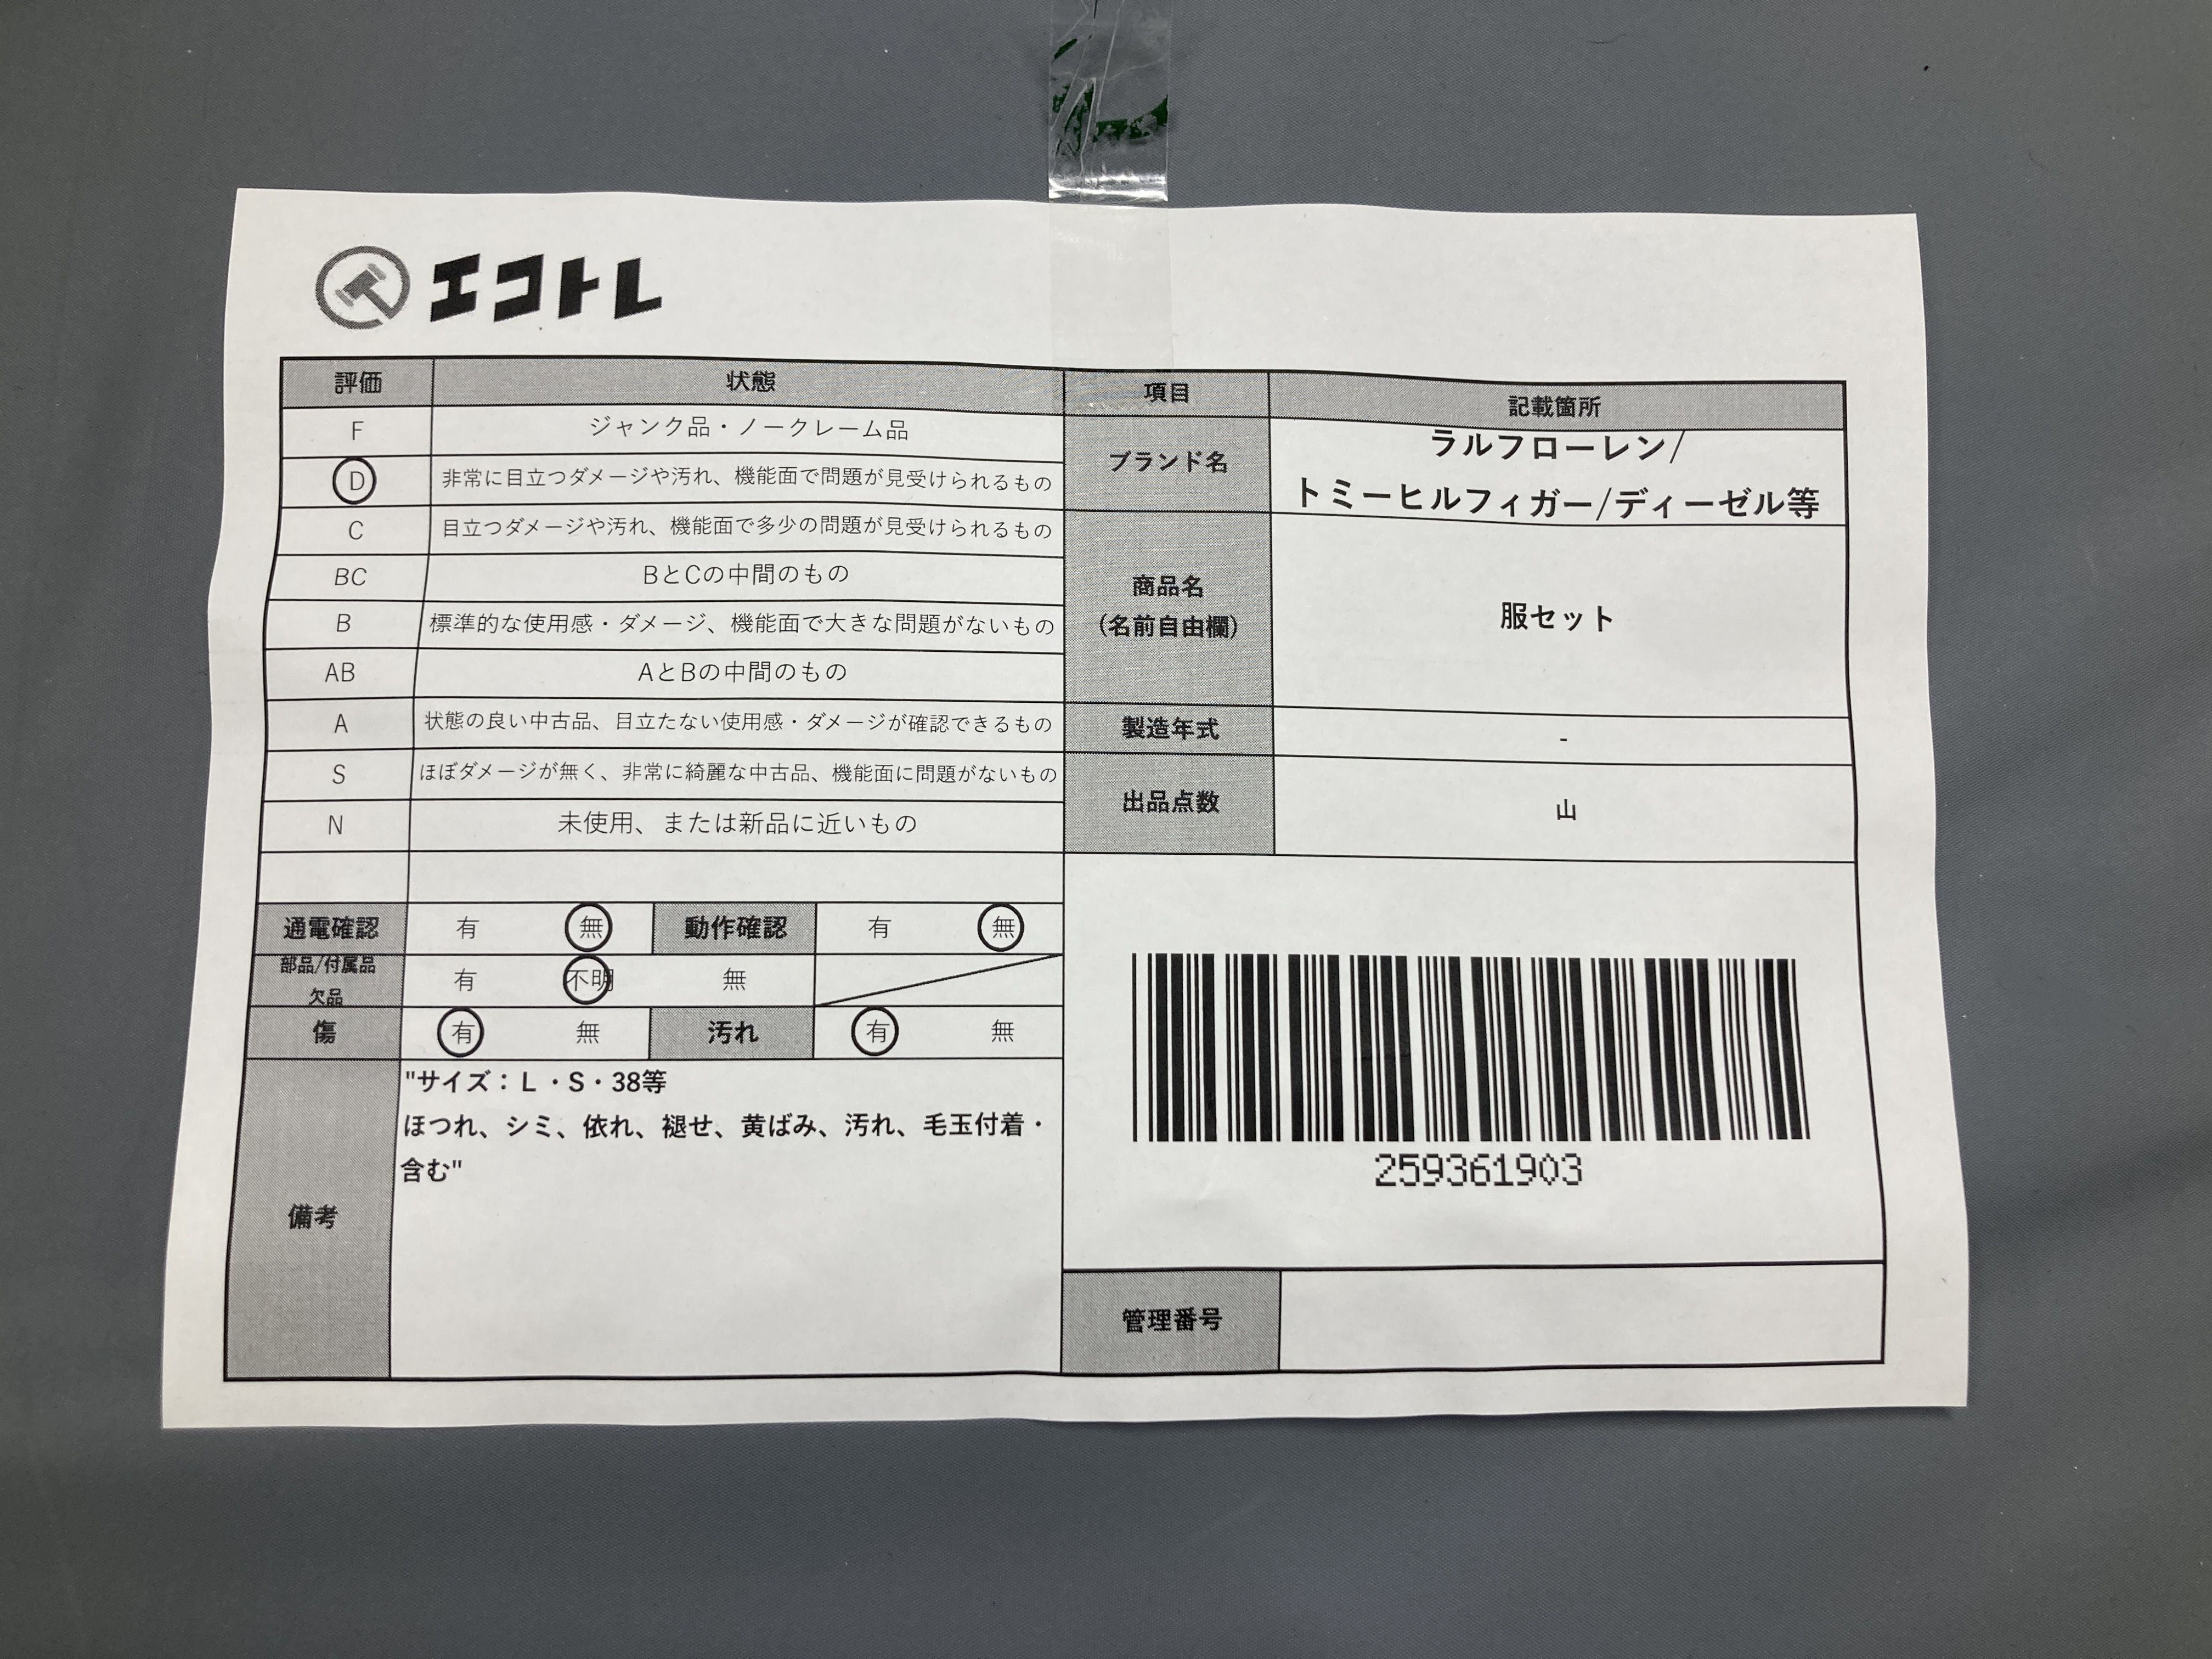 エコトレ
評価 状態
F ジャンク品・ノークレーム品
D 非常に目立つダメージや汚れ、機能面で問題が見受けられるもの
C 目立つダメージや汚れ、機能面で多少の問題が見受けられるもの
BC BとCの中間のもの
B 標準的な使用感・ダメージ、機能面で大きな問題がないもの
AB AとBの中間のもの
A 状態の良い中古品、目立たない使用感・ダメージが確認できるもの
S ほぼダメージが無く、非常に綺麗な中古品、機能面に問題がないもの
N 未使用、または新品に近いもの
通電確認 有 無 動作確認 有 無
部品/付属品
欠品 有 不明 無
傷 有 無 汚れ 有 無
備考
"サイズ：L・S・38等
ほつれ、シミ、依れ、褪せ、黄ばみ、汚れ、毛玉付着・
含む"
項目 記載箇所
ブランド名
ラルフローレン/
トミーヒルフィガー/ディーゼル等
商品名
（名前自由欄）
服セット
製造年式 -
出品点数 山
259361903
管理番号